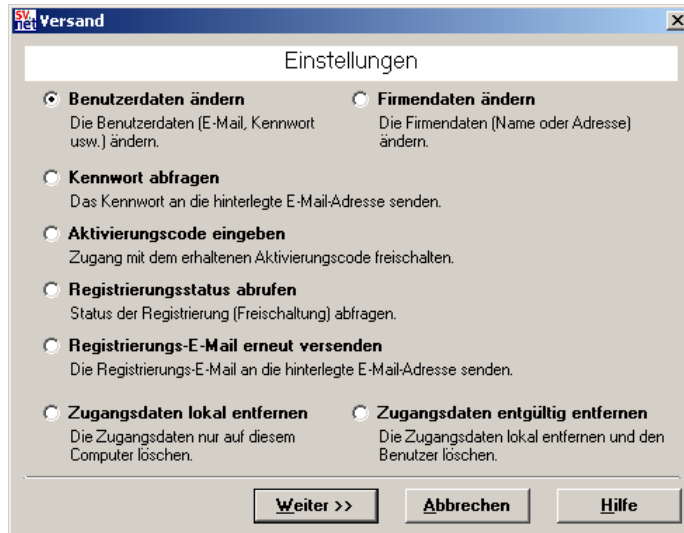 SV.net Versand
Einstellungen
Benutzerdaten ändern
Die Benutzerdaten (E-Mail, Kennwort
usw.) ändern.
Firmendaten ändern
Die Firmendaten (Name oder Adresse)
ändern.
Kennwort abfragen
Das Kennwort an die hinterlegte E-Mail-Adresse senden.
Aktivierungscode eingeben
Zugang mit dem erhaltenen Aktivierungscode freischalten.
Registrierungsstatus abrufen
Status der Registrierung (Freischaltung) abfragen.
Registrierungs-E-Mail erneut versenden
Die Registrierungs-E-Mail an die hinterlegte E-Mail-Adresse senden.
Zugangsdaten lokal entfernen
Die Zugangsdaten nur auf diesem
Computer löschen.
Zugangsdaten entgültig entfernen
Die Zugangsdaten lokal entfernen und den
Benutzer löschen.
Weiter >>
Abbrechen
Hilfe